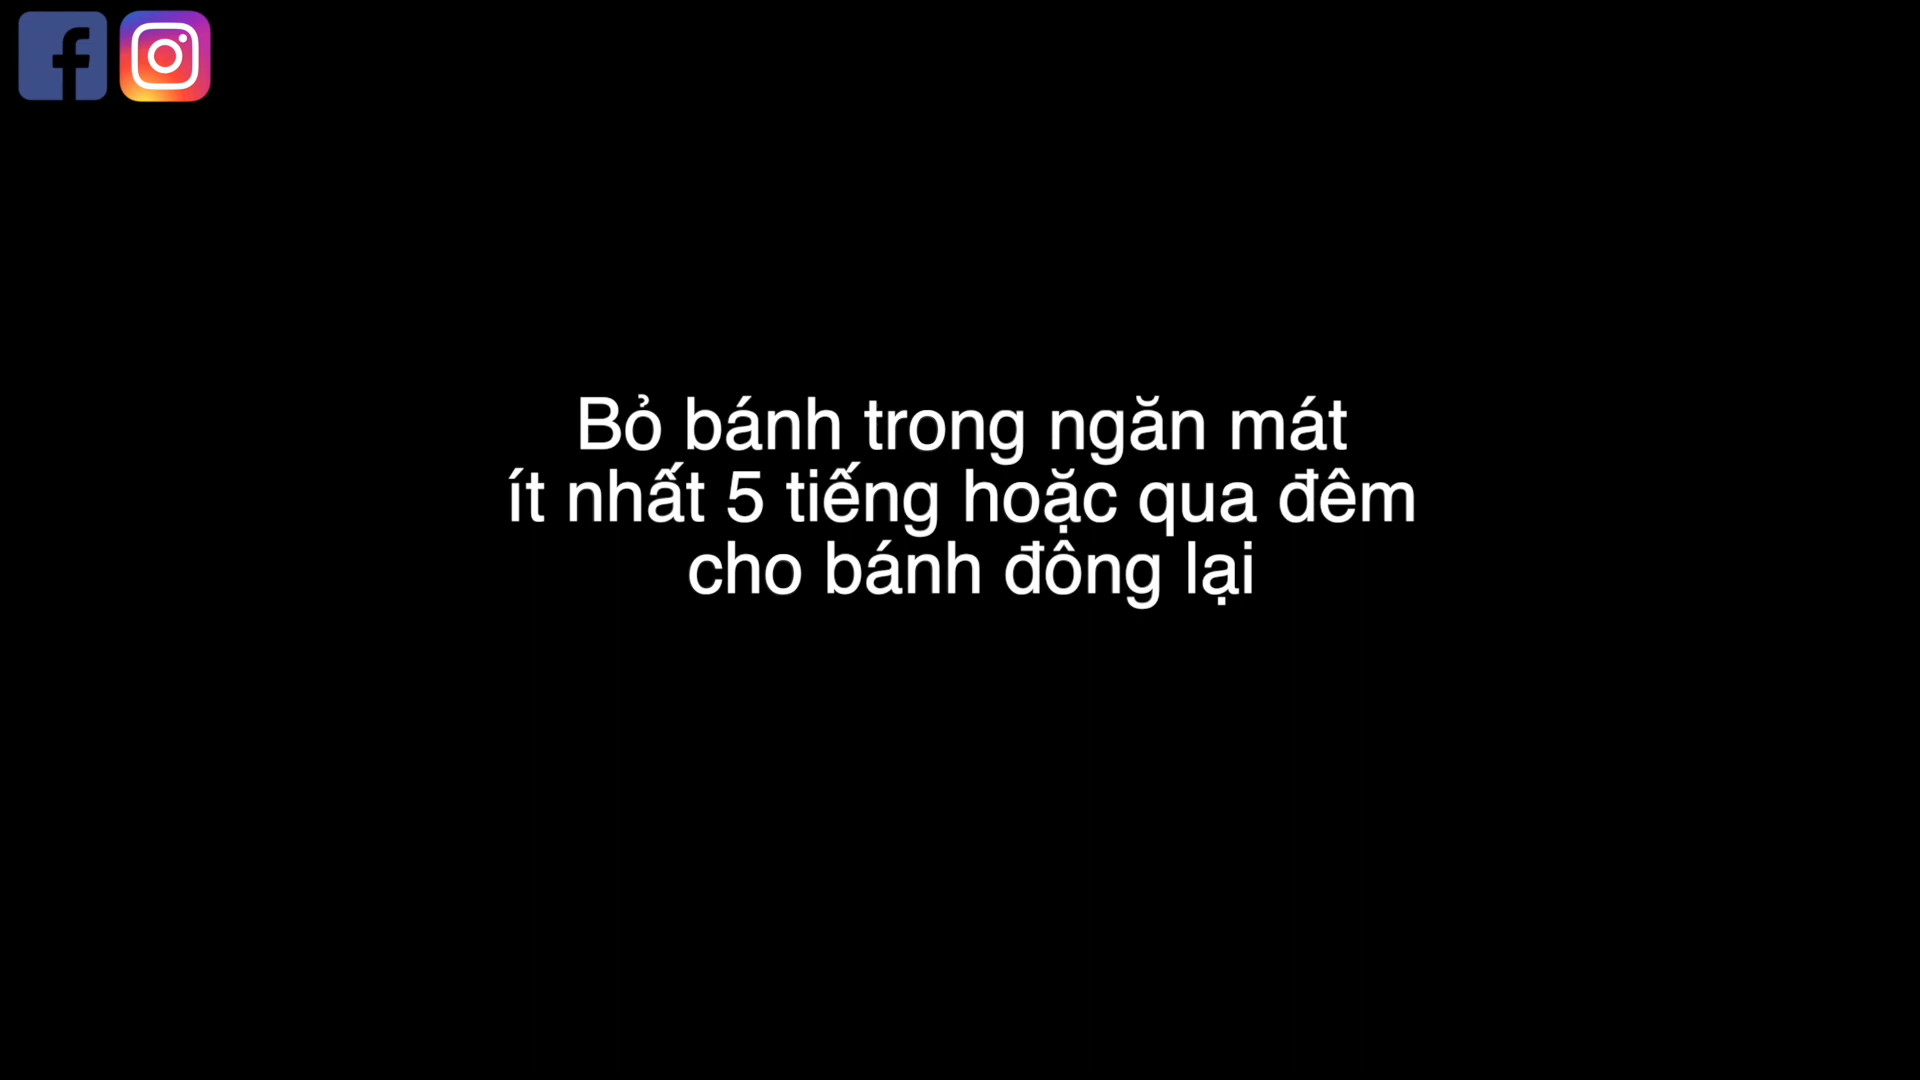 Bỏ bánh trong ngăn mát
ít nhất 5 tiếng hoặc qua đêm
cho bánh đông lại